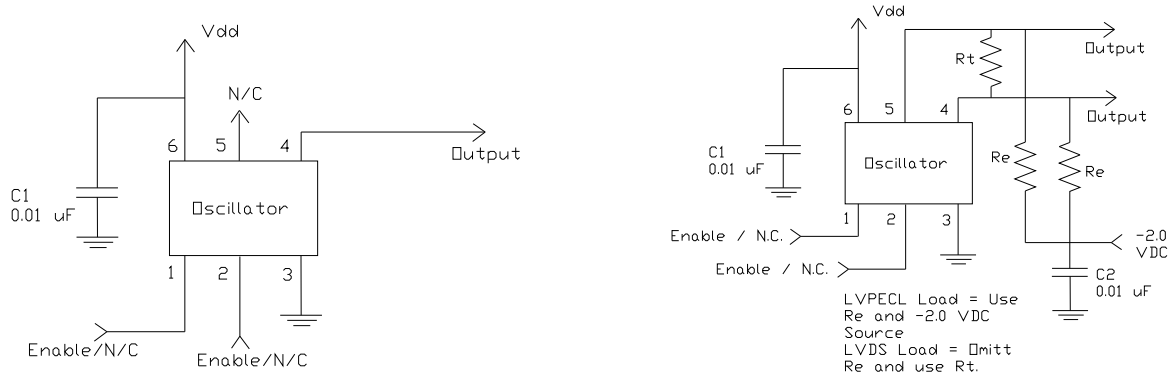 Vdd
N/C
6
5
4
Output
C1
0.01 uF
Oscillator
1
2
3
Enable/N/C
Enable/N/C
Vdd
Output
Rt
6
5
4
Output
C1
0.01 uF
Oscillator
Re
Re
1
2
3
Enable / N.C.
-2.0
VDC
Enable / N.C.
C2
0.01 uF
LVPECL Load = Use
Re and -2.0 VDC
Source
LVDS Load = Omitt
Re and use Rt.